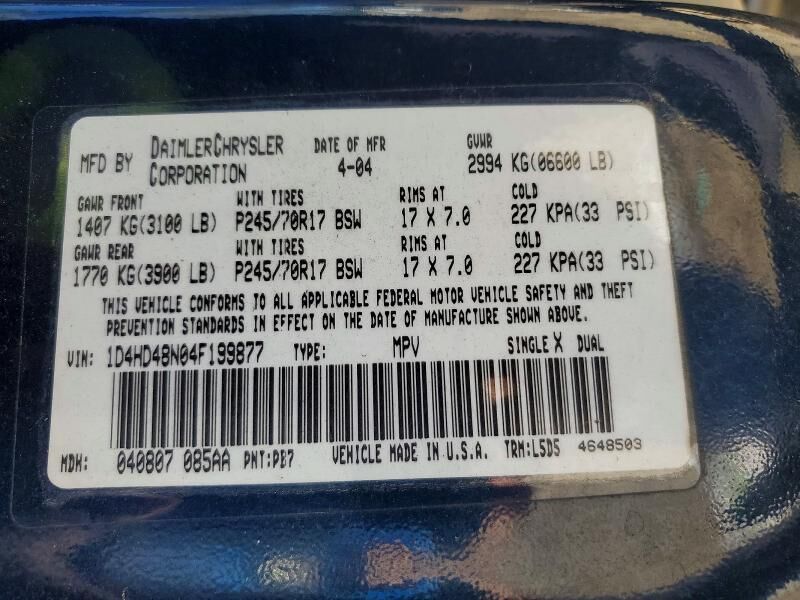 MFD BY DAIMLERCHRYSLER CORPORATION DATE OF MFR 4-04 GVWR 2994 KG(06600 LB)
GAWR FRONT WITH TIRES RIMS AT COLD
1407 KG(3100 LB) P245/70R17 BSW 17 X 7.0 227 KPA(33 PSI)
GAWR REAR WITH TIRES RIMS AT COLD
1770 KG(3900 LB) P245/70R17 BSW 17 X 7.0 227 KPA(33 PSI)
THIS VEHICLE CONFORMS TO ALL APPLICABLE FEDERAL MOTOR VEHICLE SAFETY AND THEFT
PREVENTION STANDARDS IN EFFECT ON THE DATE OF MANUFACTURE SHOWN ABOVE.
VIN: 1D4HD48N04F199877 TYPE: MPV SINGLE X DUAL
MDH: 040807 085AA PNT:PB7 VEHICLE MADE IN U.S.A. TRM:L5D5 4648503